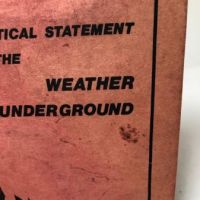 TICAL STATEMENT
THE
WEATHER
UNDERGROUND